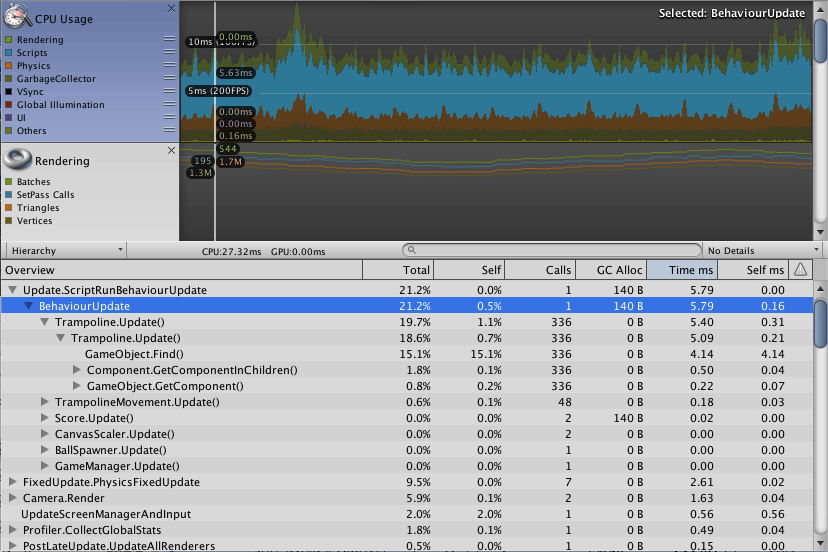 CPU Usage
Rendering
Scripts
Physics
GarbageCollector
VSync
Global Illumination
UI
Others
Selected: BehaviourUpdate
0.00ms
10ms (100FPS)
5.63ms
5ms (200FPS)
0.00ms
0.00ms
0.16ms
Rendering
Batches
SetPass Calls
Triangles
Vertices
544
195 1.7M
1.3M
Hierarchy CPU:27.32ms GPU:0.00ms No Details
Overview Total Self Calls GC Alloc Time ms Self ms
Update.ScriptRunBehaviourUpdate 21.2% 0.0% 1 140 B 5.79 0.00
BehaviourUpdate 21.2% 0.5% 1 140 B 5.79 0.16
Trampoline.Update() 19.7% 1.1% 336 0 B 5.40 0.31
Trampoline.Update() 18.6% 0.7% 336 0 B 5.09 0.21
GameObject.Find() 15.1% 15.1% 336 0 B 4.14 4.14
Component.GetComponentInChildren() 1.8% 0.1% 336 0 B 0.50 0.04
GameObject.GetComponent() 0.8% 0.2% 336 0 B 0.22 0.07
TrampolineMovement.Update() 0.6% 0.1% 48 0 B 0.18 0.03
Score.Update() 0.0% 0.0% 2 140 B 0.02 0.00
CanvasScaler.Update() 0.0% 0.0% 2 0 B 0.00 0.00
BallSpawner.Update() 0.0% 0.0% 1 0 B 0.00 0.00
GameManager.Update() 0.0% 0.0% 1 0 B 0.00 0.00
FixedUpdate.PhysicsFixedUpdate 9.5% 0.0% 7 0 B 2.61 0.02
Camera.Render 5.9% 0.1% 2 0 B 1.63 0.04
UpdateScreenManagerAndInput 2.0% 2.0% 1 0 B 0.56 0.56
Profiler.CollectGlobalStats 1.8% 0.1% 1 0 B 0.49 0.04
PostLateUpdate.UpdateAllRenderers 0.5% 0.0% 1 0 B 0.15 0.00